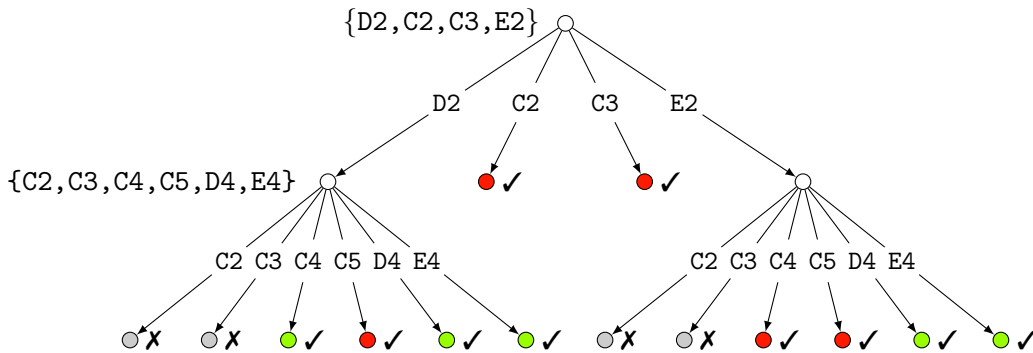 {D2,C2,C3,E2}
D2 C2 C3 E2
{C2,C3,C4,C5,D4,E4} ✓ ✓
C2 C3 C4 C5 D4 E4 C2 C3 C4 C5 D4 E4
✗ ✗ ✓ ✓ ✓ ✓ ✗ ✗ ✓ ✓ ✓ ✓